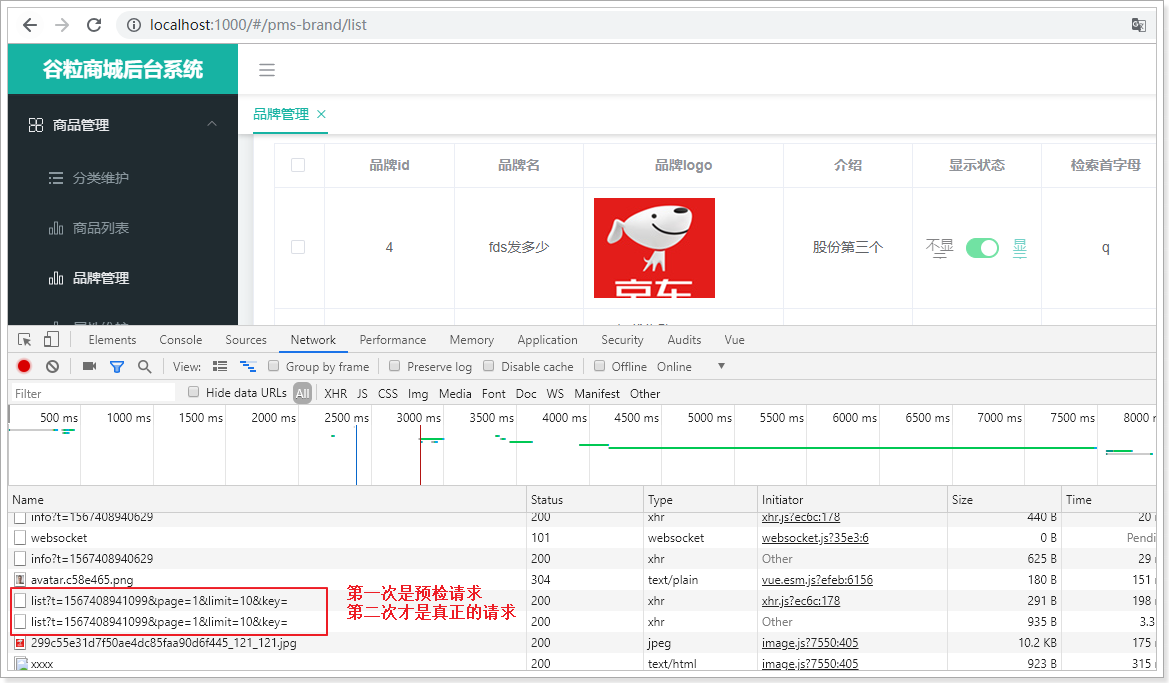 localhost:1000/#/pms-brand/list
谷粒商城后台系统
商品管理
品牌管理 ×
分类维护
商品列表
品牌管理
品牌id 品牌名 品牌logo 介绍 显示状态 检索首字母
4 fds发多少 京东 股份第三个 不显 显 q
Elements Console Sources Network Performance Memory Application Security Audits Vue
View: Group by frame Preserve log Disable cache Offline Online
Filter Hide data URLs All XHR JS CSS Img Media Font Doc WS Manifest Other
500 ms 1000 ms 1500 ms 2000 ms 2500 ms 3000 ms 3500 ms 4000 ms 4500 ms 5000 ms 5500 ms 6000 ms 6500 ms 7000 ms 7500 ms 8000 m
Name Status Type Initiator Size Time
info?t=1567408940629 200 xhr xhr.js?ec6c:178 440 B 20
websocket 101 websocket websocket.js?35e3:6 0 B Pendi
info?t=1567408940629 200 xhr Other 625 B 29
avatar.c58e465.png 304 text/plain vue.esm.js?efeb:6156 180 B 151
list?t=1567408941099&page=1&limit=10&key= 第一次是预检请求 200 xhr xhr.js?ec6c:178 291 B 198
list?t=1567408941099&page=1&limit=10&key= 第二次才是真正的请求 200 xhr Other 935 B 3.3
299c55e31d7f50ae4dc85faa90d6f445_121_121.jpg 200 jpeg image.js?7550:405 10.2 KB 175
xxxx 200 text/html image.js?7550:405 923 B 315